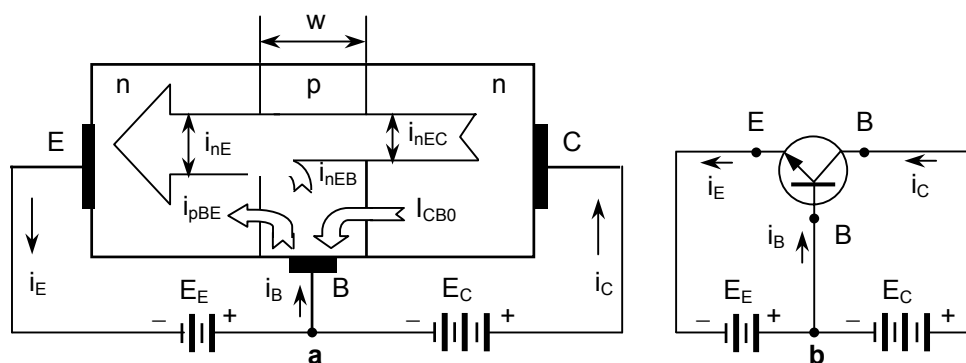 w
n p n
E i_nE i_nEC C
i_nEB
i_pBE I_CB0
i_E i_B B i_C
E_E E_C
– + – +
a
E B
i_E i_C
i_B B
E_E E_C
– + – +
b